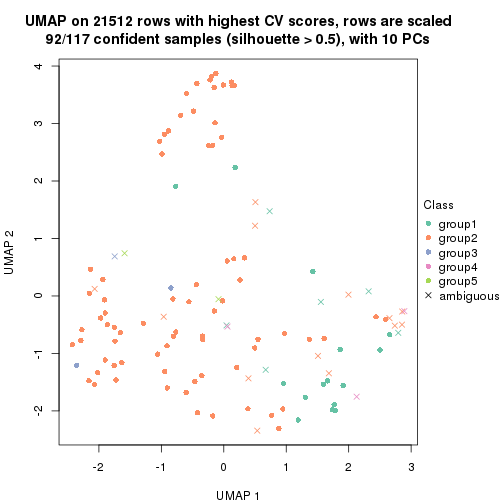 UMAP on 21512 rows with highest CV scores, rows are scaled
92/117 confident samples (silhouette > 0.5), with 10 PCs
4
3
2
1
0
-1
-2
UMAP 2
-2
-1
0
1
2
3
UMAP 1
Class
group1
group2
group3
group4
group5
ambiguous